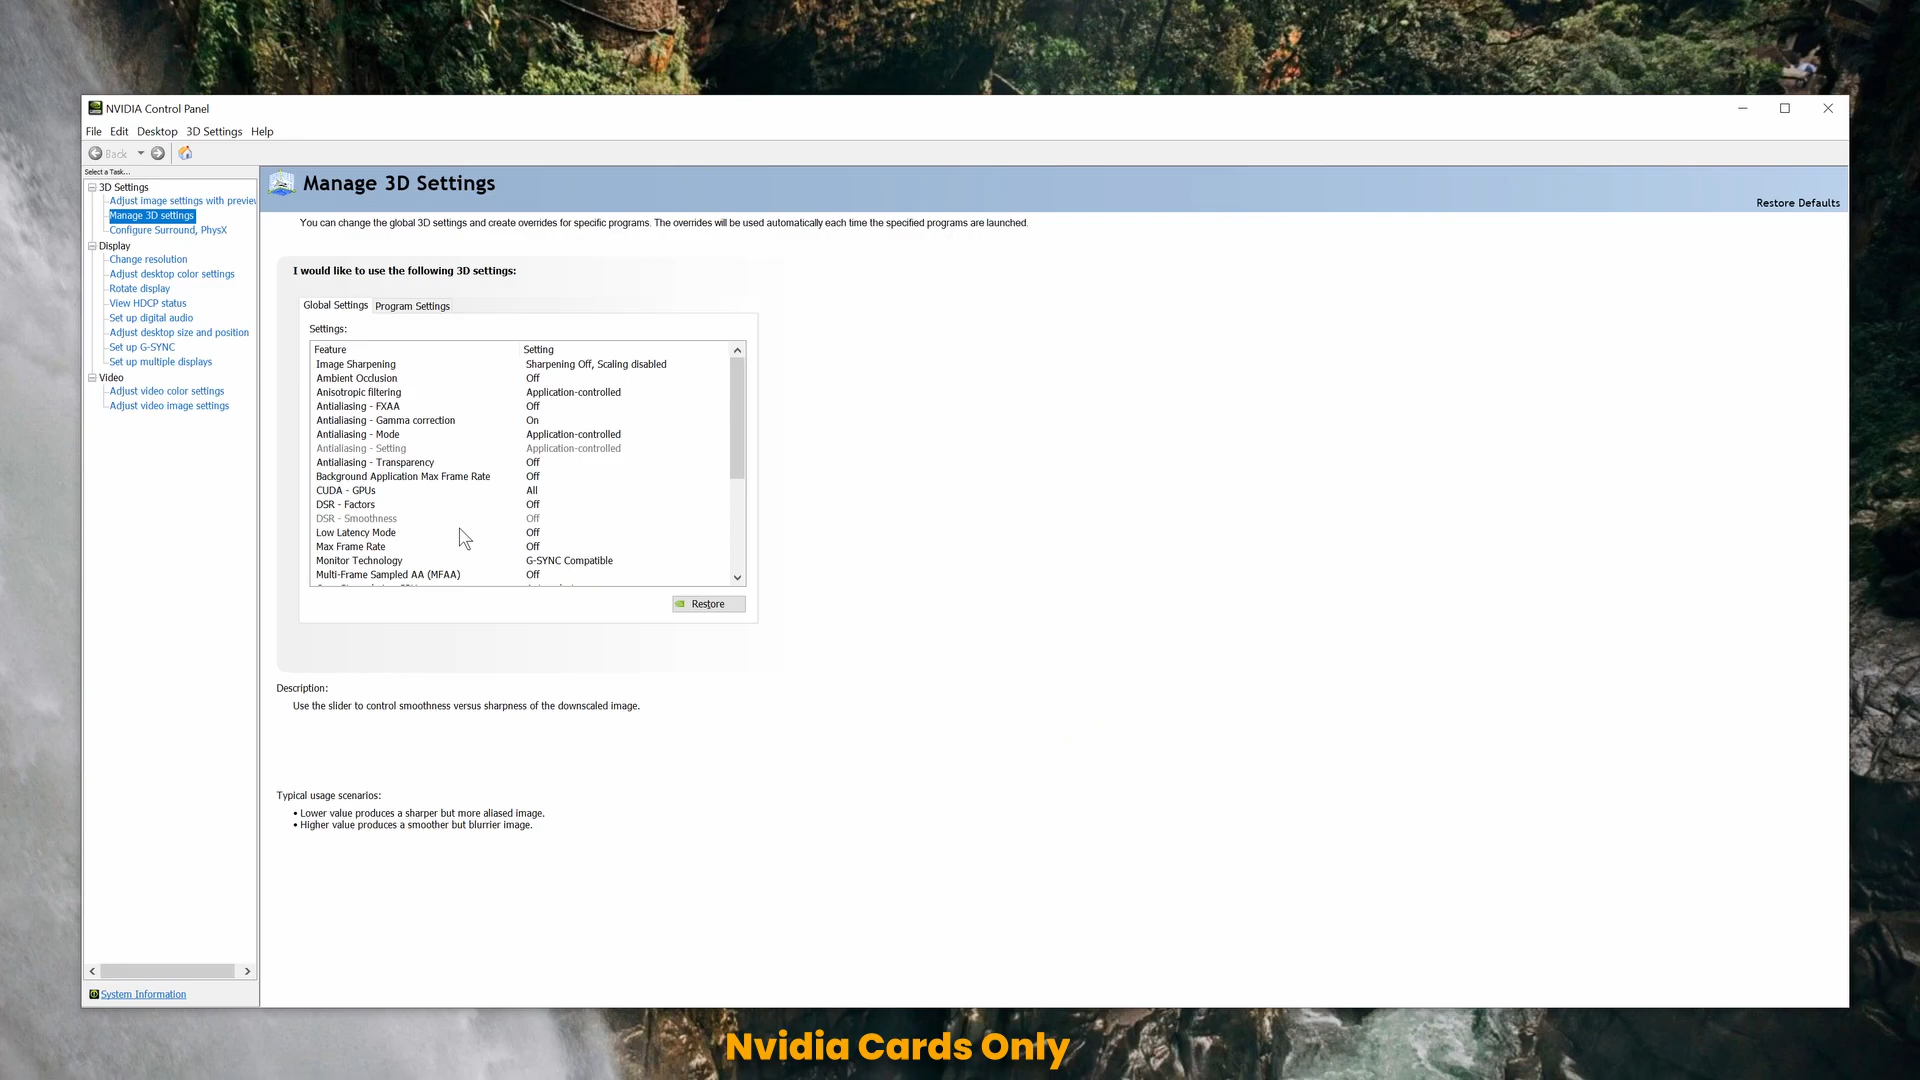 NVIDIA Control Panel
File Edit Desktop 3D Settings Help
Back
Select a Task...
3D Settings
Adjust image settings with previe
Manage 3D settings
Configure Surround, PhysX
Display
Change resolution
Adjust desktop color settings
Rotate display
View HDCP status
Set up digital audio
Adjust desktop size and position
Set up G-SYNC
Set up multiple displays
Video
Adjust video color settings
Adjust video image settings
System Information
Manage 3D Settings
Restore Defaults
You can change the global 3D settings and create overrides for specific programs. The overrides will be used automatically each time the specified programs are launched.
I would like to use the following 3D settings:
Global Settings Program Settings
Settings:
Feature Setting
Image Sharpening Sharpening Off, Scaling disabled
Ambient Occlusion Off
Anisotropic filtering Application-controlled
Antialiasing - FXAA Off
Antialiasing - Gamma correction On
Antialiasing - Mode Application-controlled
Antialiasing - Setting Application-controlled
Antialiasing - Transparency Off
Background Application Max Frame Rate Off
CUDA - GPUs All
DSR - Factors Off
DSR - Smoothness Off
Low Latency Mode Off
Max Frame Rate Off
Monitor Technology G-SYNC Compatible
Multi-Frame Sampled AA (MFAA) Off
Restore
Description:
Use the slider to control smoothness versus sharpness of the downscaled image.
Typical usage scenarios:
• Lower value produces a sharper but more aliased image.
• Higher value produces a smoother but blurrier image.
Nvidia Cards Only